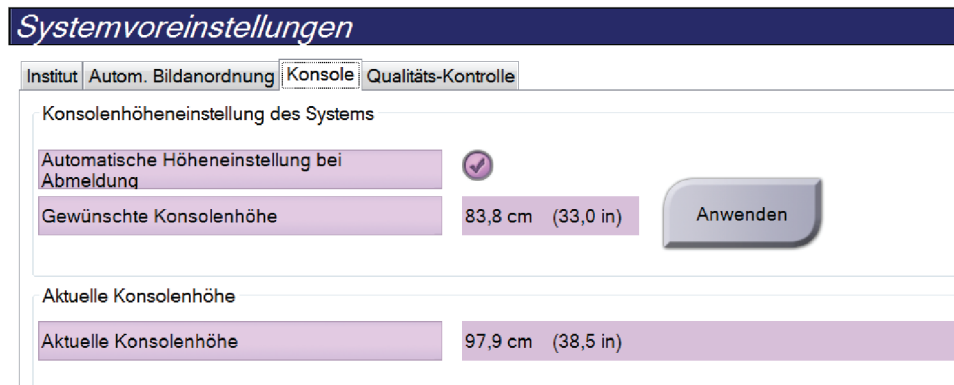 Systemvoreinstellungen
Institut Autom. Bildanordnung Konsole Qualitäts-Kontrolle
Konsolenhöheneinstellung des Systems
Automatische Höheneinstellung bei
Abmeldung
Gewünschte Konsolenhöhe 83,8 cm (33,0 in) Anwenden
Aktuelle Konsolenhöhe
Aktuelle Konsolenhöhe 97,9 cm (38,5 in)